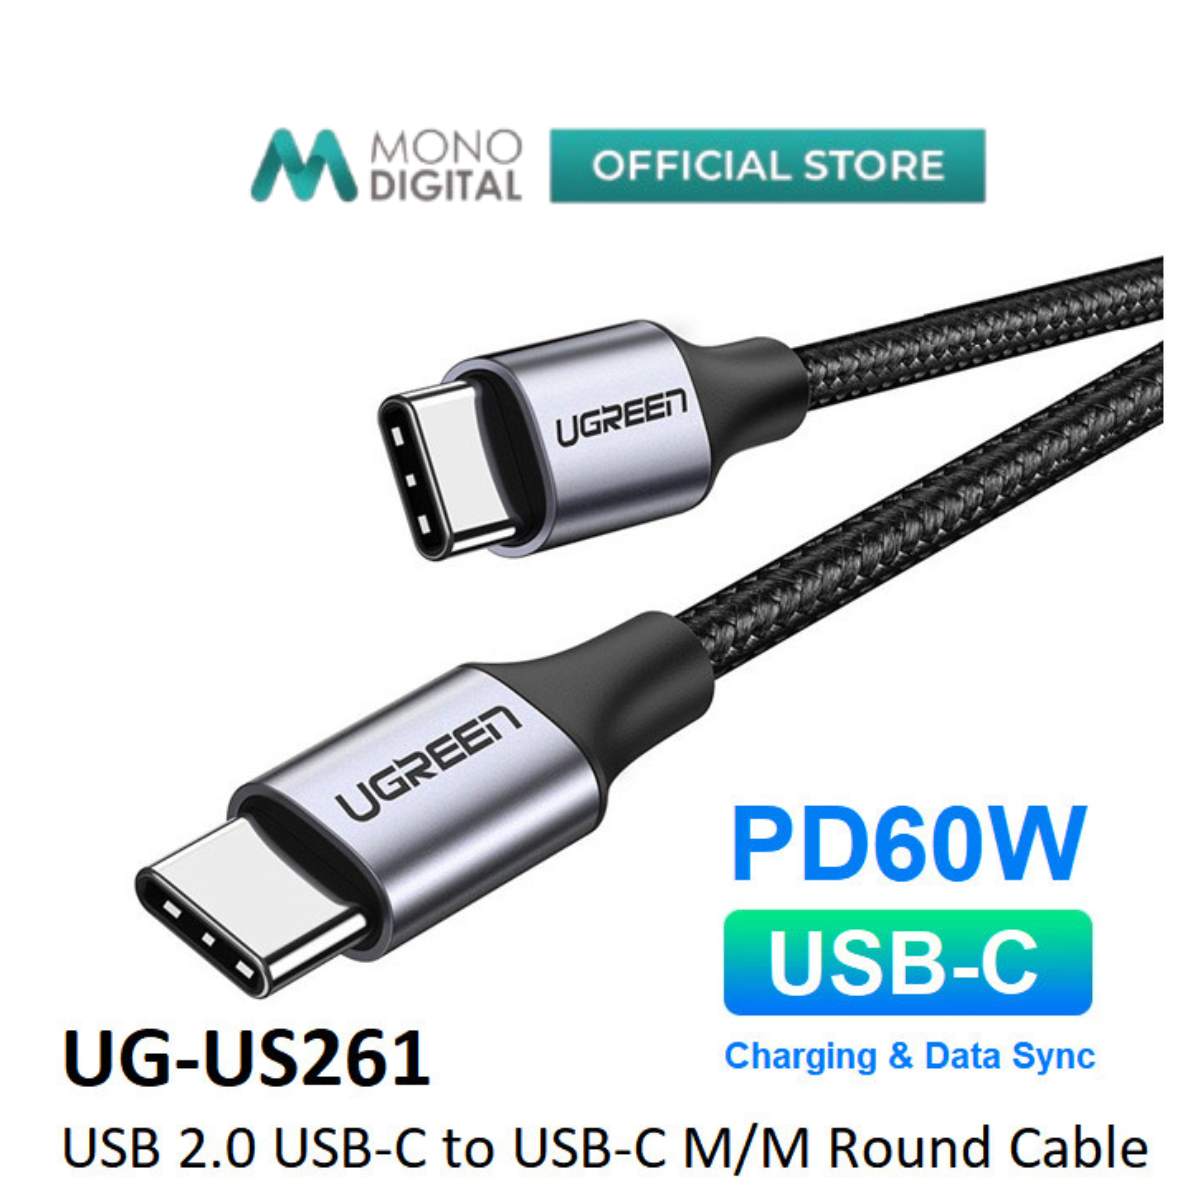 MONO
DIGITAL
OFFICIAL STORE
UGREEN
UGREEN
PD60W
USB-C
Charging & Data Sync
UG-US261
USB 2.0 USB-C to USB-C M/M Round Cable